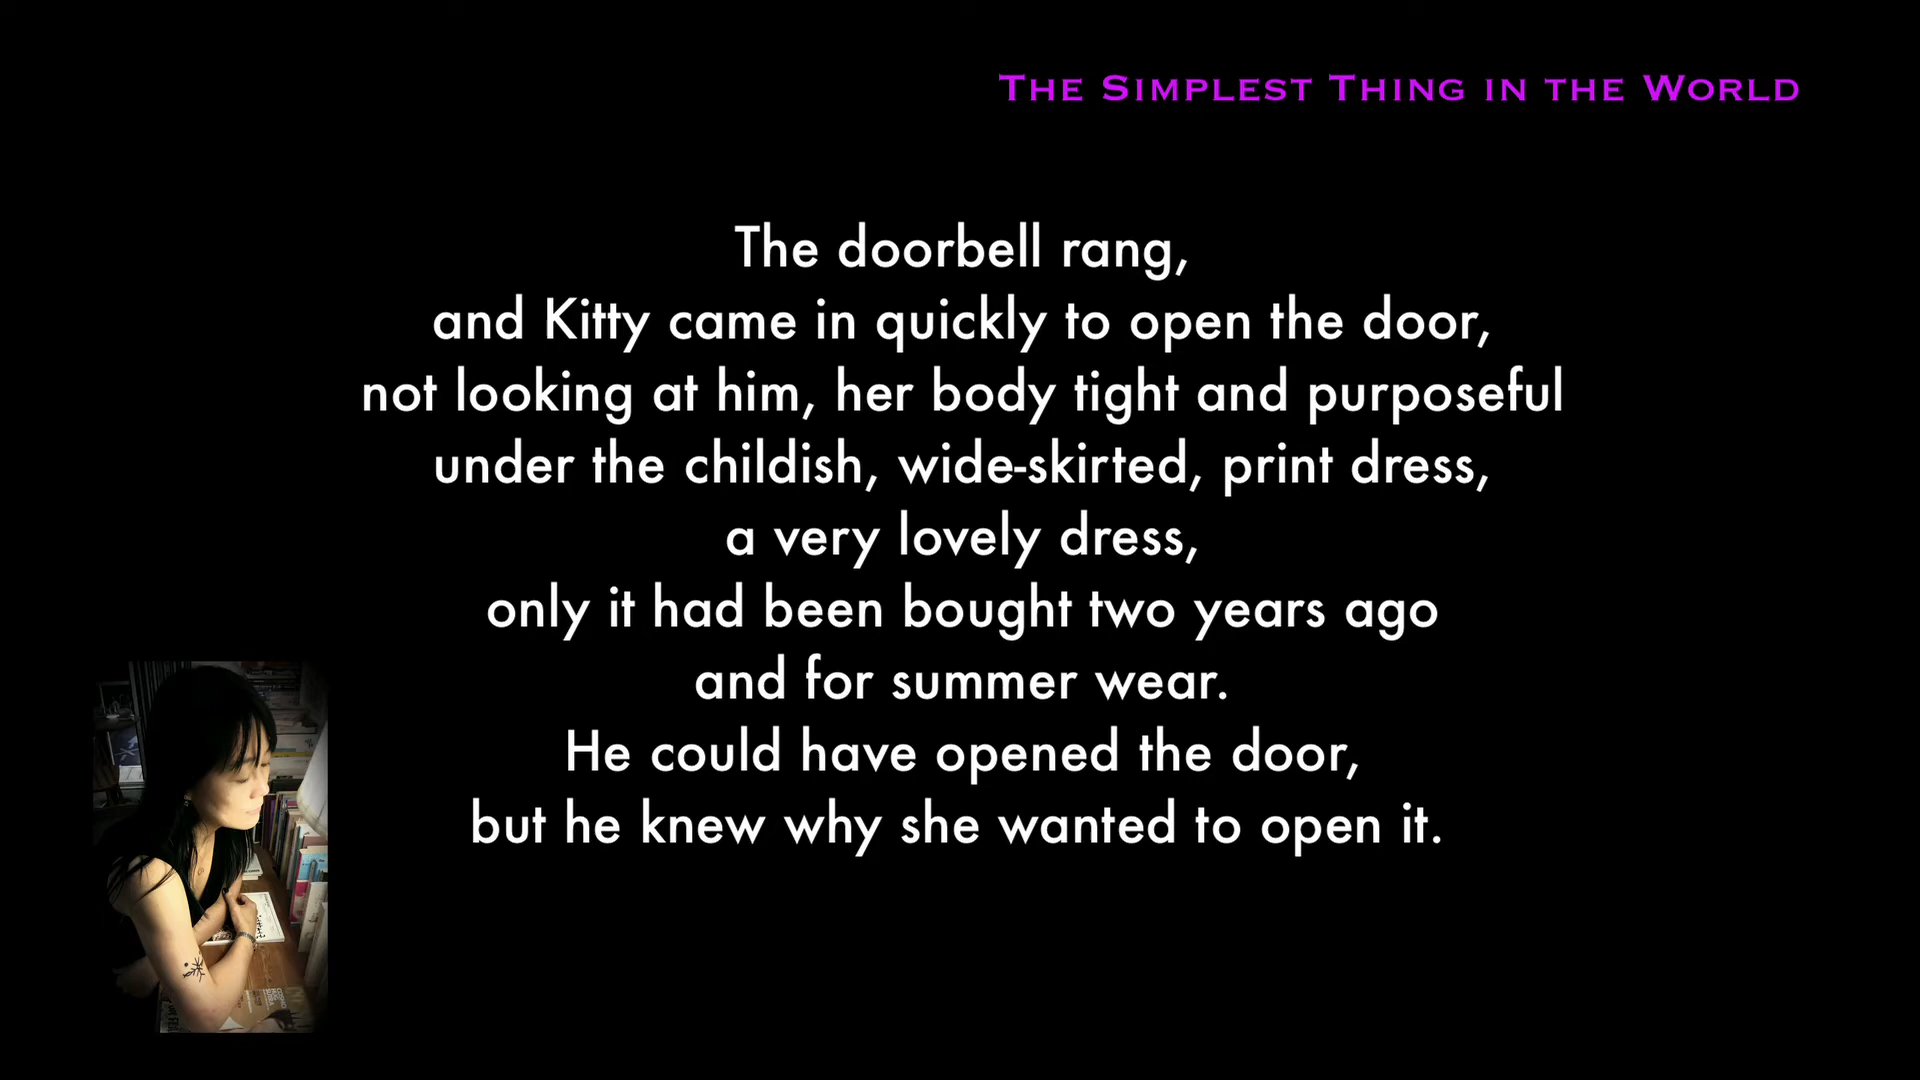 THE SIMPLEST THING IN THE WORLD
The doorbell rang,
and Kitty came in quickly to open the door,
not looking at him, her body tight and purposeful
under the childish, wide-skirted, print dress,
a very lovely dress,
only it had been bought two years ago
and for summer wear.
He could have opened the door,
but he knew why she wanted to open it.